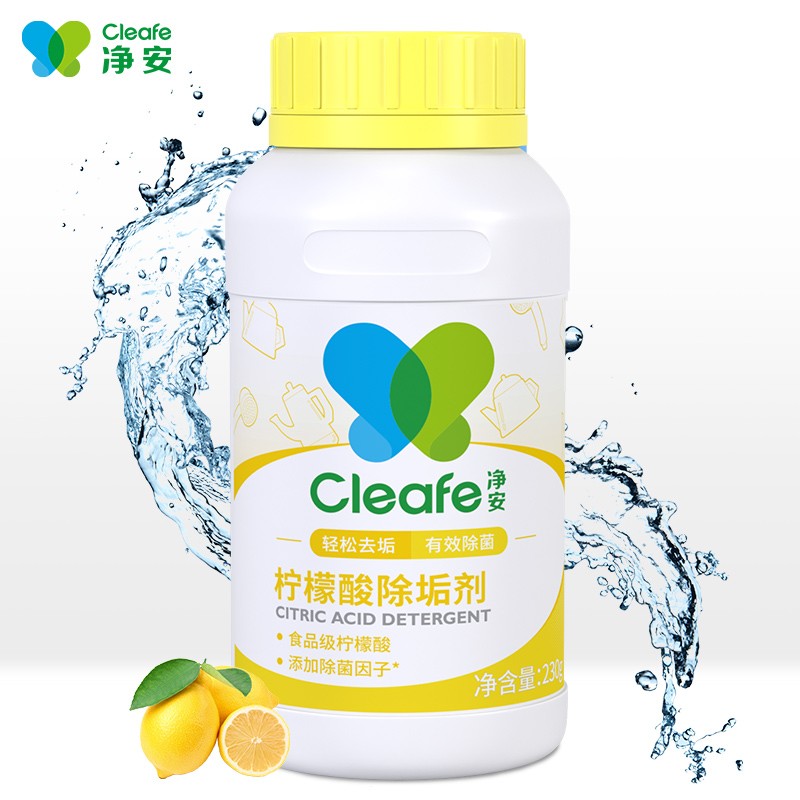 Cleafe
净安
Cleafe 净安
轻松去垢 有效除菌
柠檬酸除垢剂
CITRIC ACID DETERGENT
• 食品级柠檬酸
• 添加除菌因子*
净含量:230g